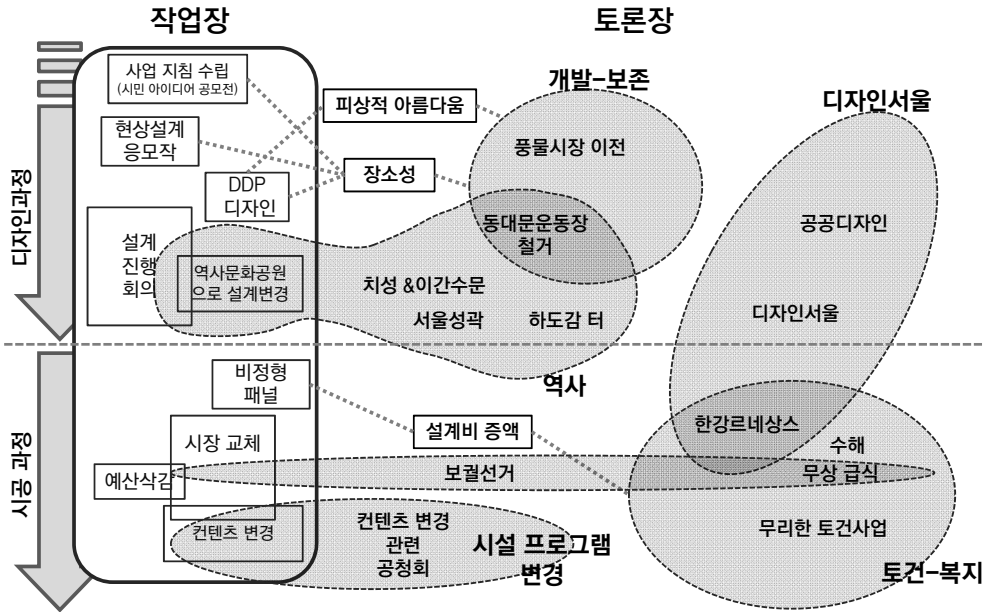 작업장
토론장
사업 지침 수립
(시민 아이디어 공모전)
현상설계
응모작
DDP
디자인
설계
진행
회의
역사문화공원
으로 설계변경
피상적 아름다움
장소성
개발-보존
풍물시장 이전
동대문운동장
철거
치성 &이간수문
서울성곽
하도감 터
역사
디자인서울
공공디자인
디자인서울
디자인과정
시공 과정
비정형
패널
시장 교체
예산삭감
컨텐츠 변경
설계비 증액
보궐선거
컨텐츠 변경
관련
공청회
시설 프로그램
변경
한강르네상스
수해
무상 급식
무리한 토건사업
토건-복지